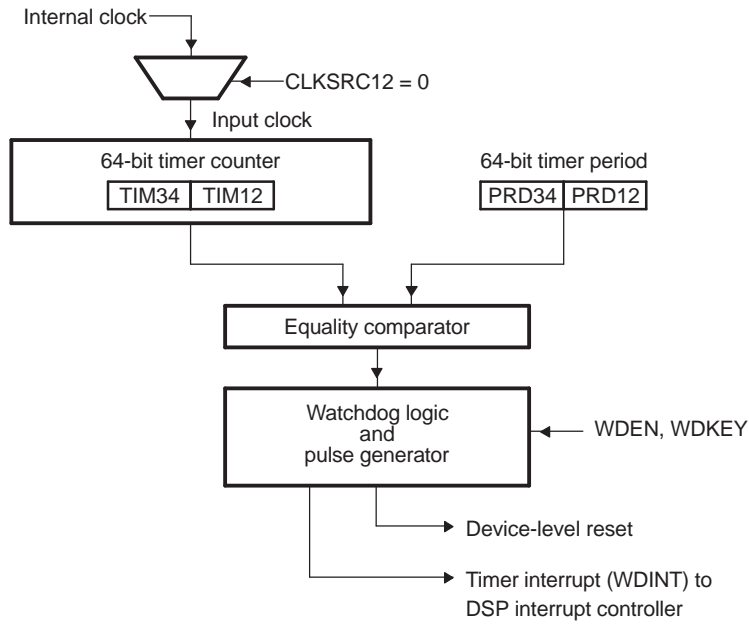 Internal clock
CLKSRC12 = 0
Input clock
64-bit timer counter
TIM34 TIM12
64-bit timer period
PRD34 PRD12
Equality comparator
Watchdog logic
and
pulse generator
WDEN, WDKEY
Device-level reset
Timer interrupt (WDINT) to
DSP interrupt controller